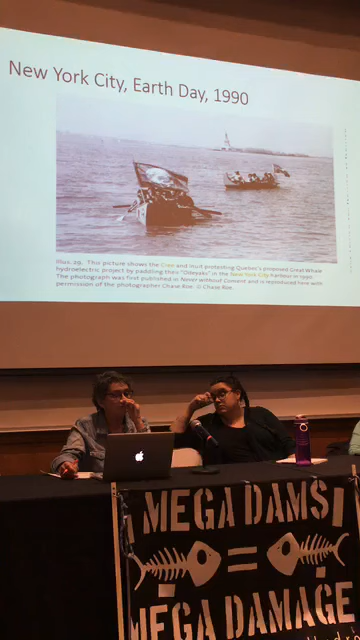 New York City, Earth Day, 1990
Illus. 29. This picture shows the Cree and Inuit protesting Quebec's proposed Great Whale
hydroelectric project by paddling their "Odeyaks" in the New York City harbour in 1990.
The photograph was first published in Never without Consent and is reproduced here with
permission of the photographer Chase Roe. © Chase Roe.
MEGA DAMS
=
MEGA DAMAGE